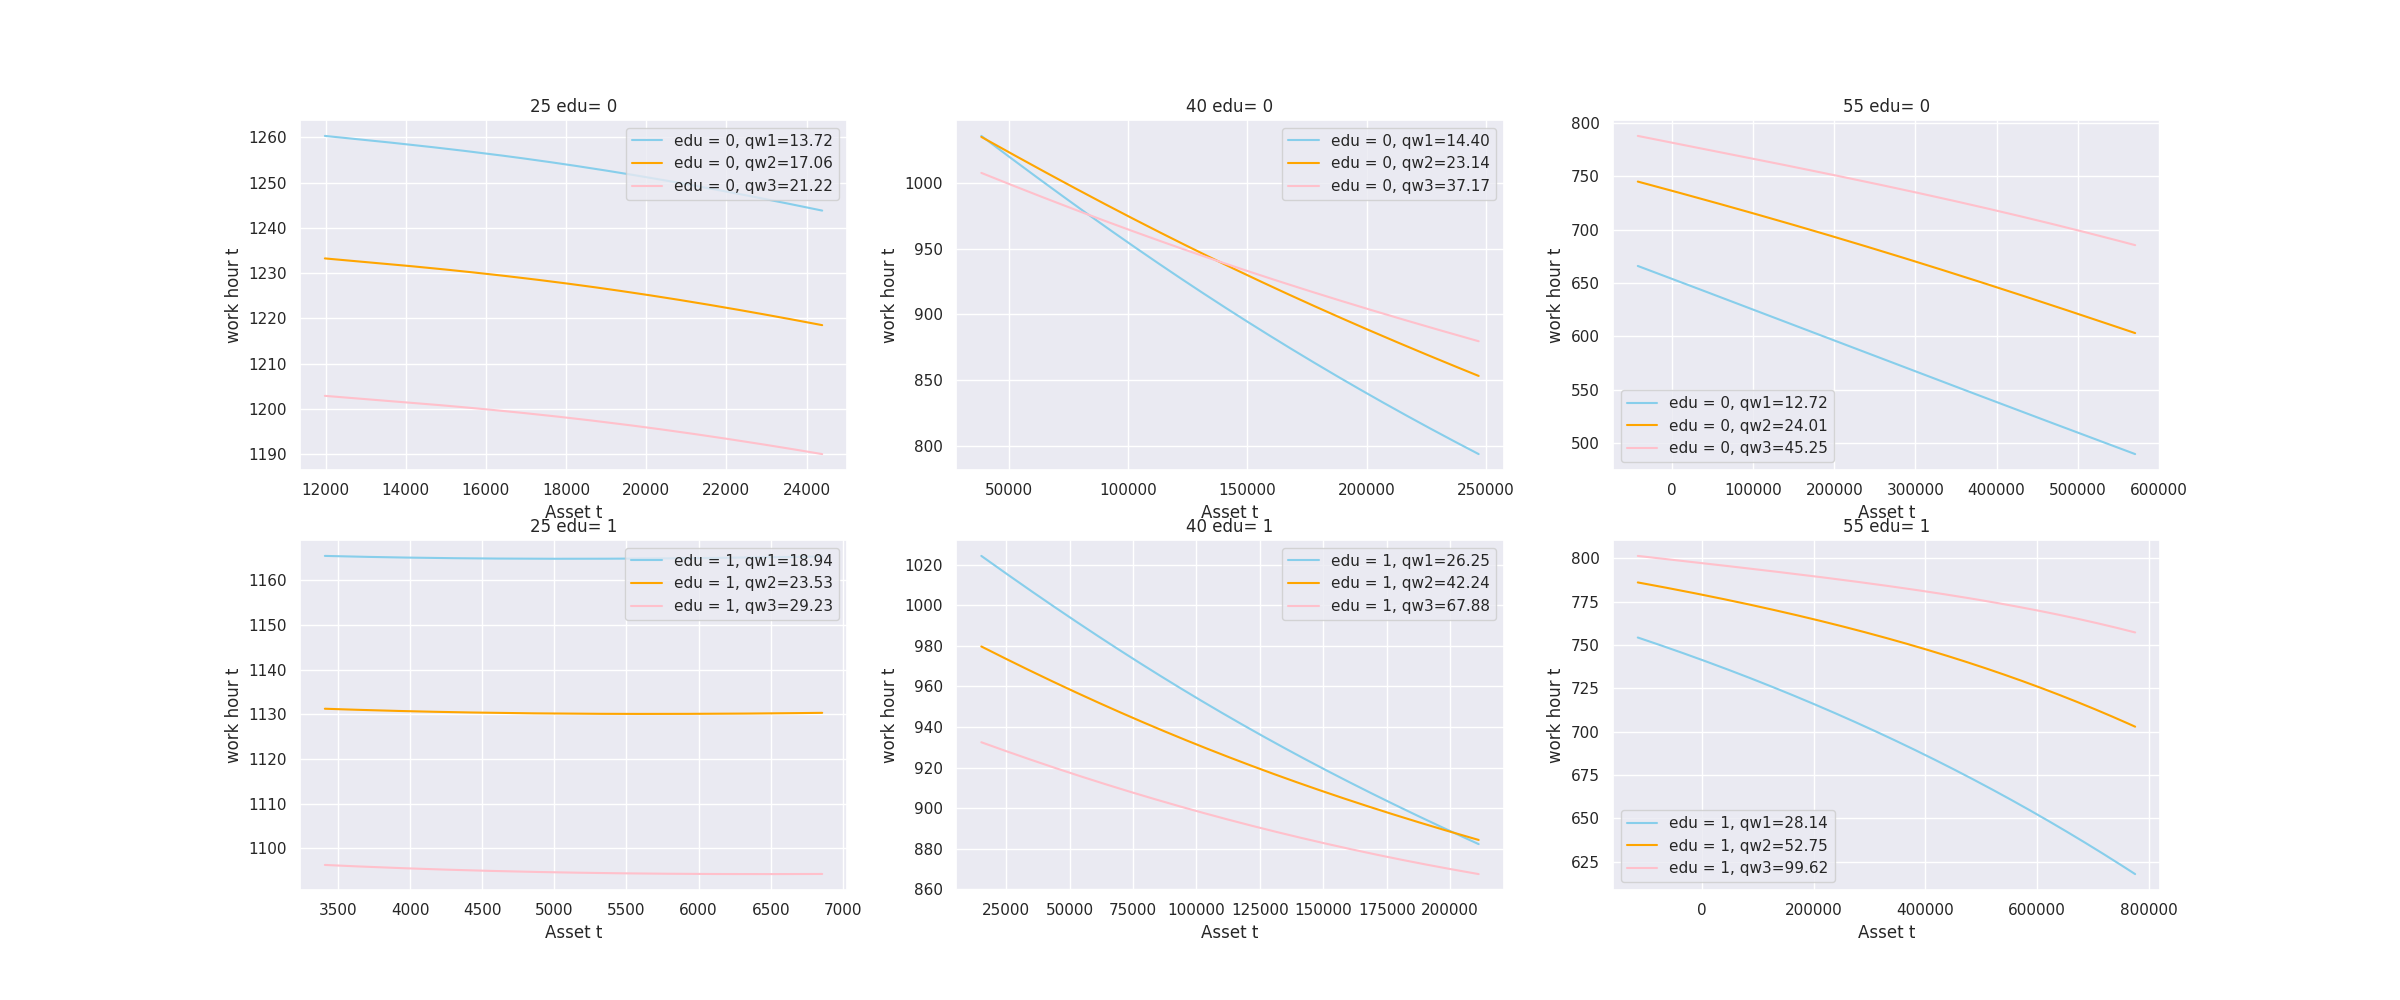 25 edu= 0
1260
1250
1240
1230
1220
1210
1200
1190
work hour t
edu = 0, qw1=13.72
edu = 0, qw2=17.06
edu = 0, qw3=21.22
12000 14000 16000 18000 20000 22000 24000
Asset t
40 edu= 0
1000
950
900
850
800
work hour t
edu = 0, qw1=14.40
edu = 0, qw2=23.14
edu = 0, qw3=37.17
50000 100000 150000 200000 250000
Asset t
55 edu= 0
800
750
700
650
600
550
500
work hour t
edu = 0, qw1=12.72
edu = 0, qw2=24.01
edu = 0, qw3=45.25
0 100000 200000 300000 400000 500000 600000
Asset t
25 edu= 1
1160
1150
1140
1130
1120
1110
1100
work hour t
edu = 1, qw1=18.94
edu = 1, qw2=23.53
edu = 1, qw3=29.23
3500 4000 4500 5000 5500 6000 6500 7000
Asset t
40 edu= 1
1020
1000
980
960
940
920
900
880
860
work hour t
edu = 1, qw1=26.25
edu = 1, qw2=42.24
edu = 1, qw3=67.88
25000 50000 75000 100000 125000 150000 175000 200000
Asset t
55 edu= 1
800
775
750
725
700
675
650
625
work hour t
edu = 1, qw1=28.14
edu = 1, qw2=52.75
edu = 1, qw3=99.62
0 200000 400000 600000 800000
Asset t